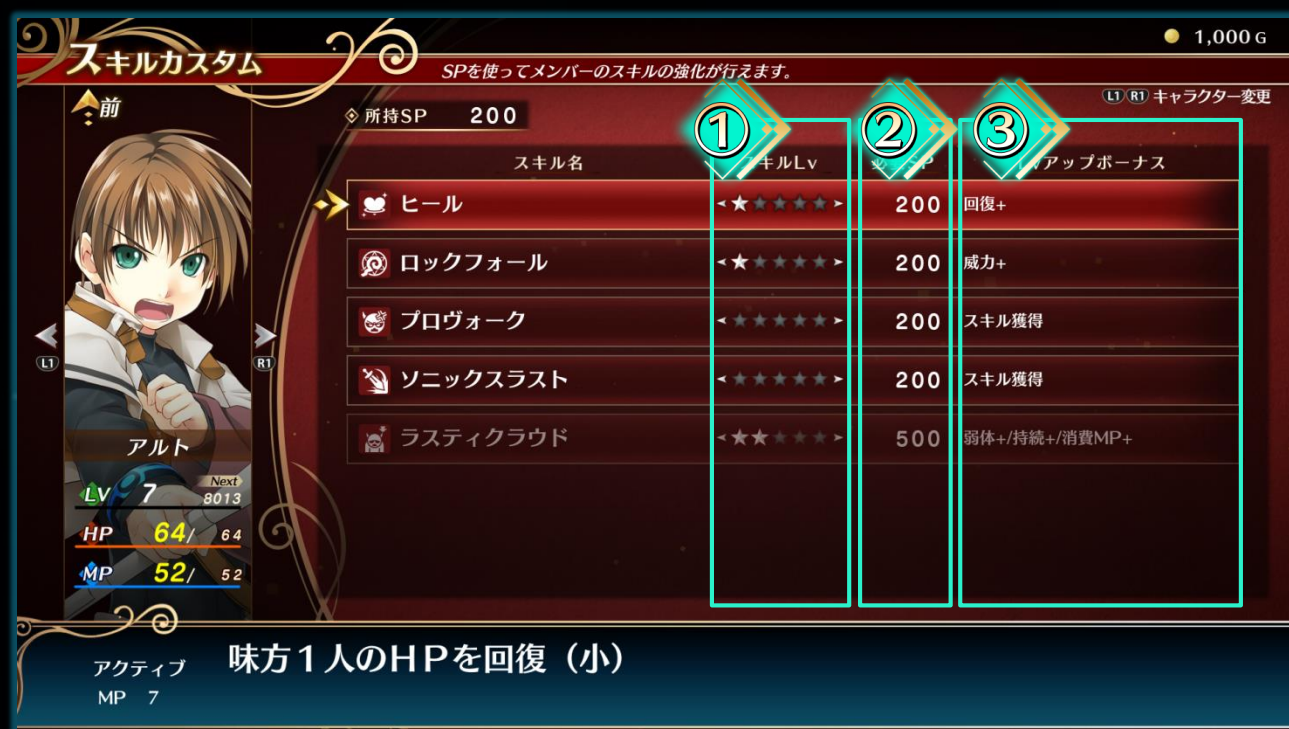 スキルカスタム
1,000 G
SPを使ってメンバーのスキルの強化が行えます。
L1 R1 キャラクター変更
前
所持SP 200
① ② ③
スキル名 キルLv SP アップボーナス
ヒール 200 回復+
ロックフォール 200 威力+
プロヴォーク 200 スキル獲得
ソニックスラスト 200 スキル獲得
ラスティクラウド 500 弱体+/持続+/消費MP+
L1 R1
アルト
LV 7 Next 8013
HP 64/ 64
MP 52/ 52
アクティブ 味方1人のHPを回復(小)
MP 7